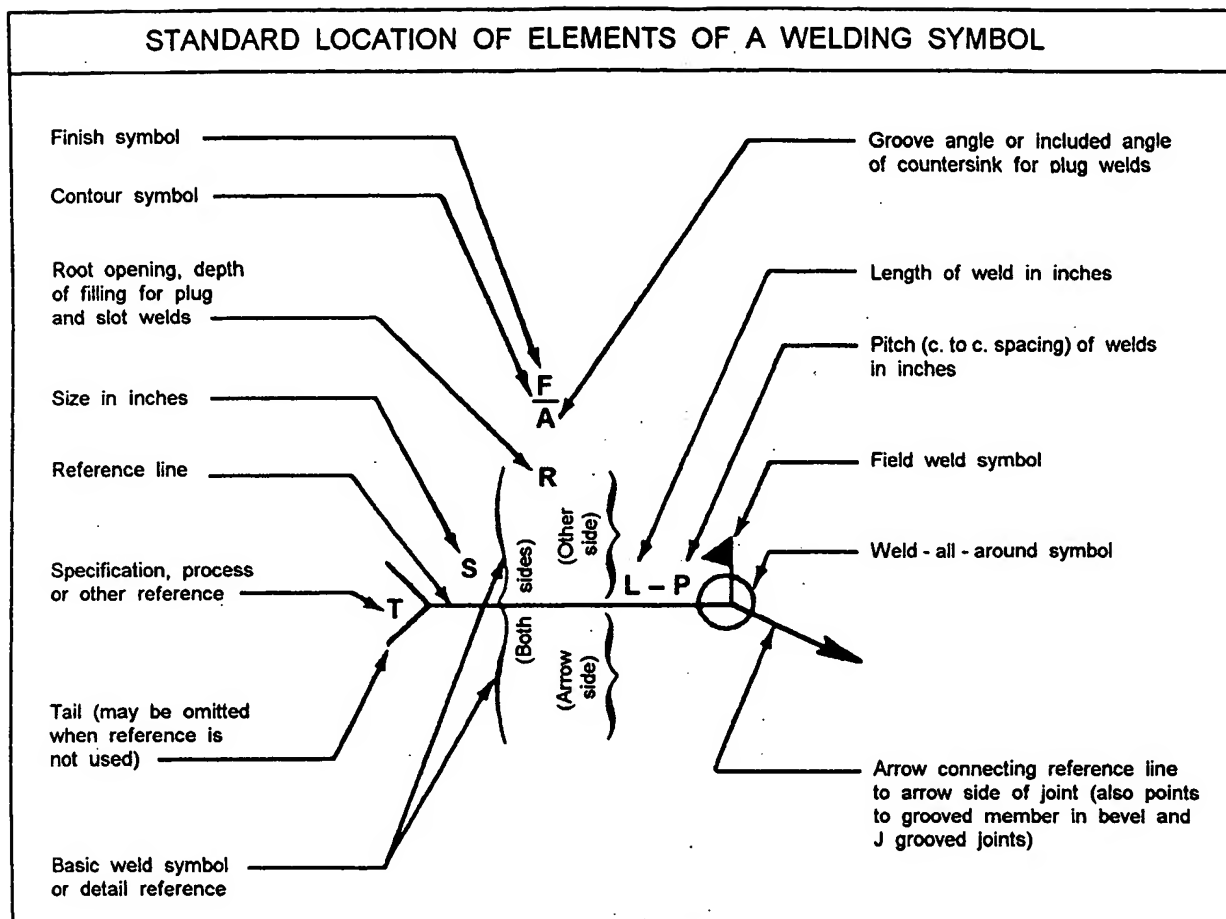 STANDARD LOCATION OF ELEMENTS OF A WELDING SYMBOL
Finish symbol
Contour symbol
Root opening, depth
of filling for plug
and slot welds
Size in inches
Reference line
Specification, process
or other reference
Tail (may be omitted
when reference is
not used)
Basic weld symbol
or detail reference
F
A
R
S
T
(Both sides)
(Other
side)
(Arrow
side)
L – P
Groove angle or included angle
of countersink for plug welds
Length of weld in inches
Pitch (c. to c. spacing) of welds
in inches
Field weld symbol
Weld - all - around symbol
Arrow connecting reference line
to arrow side of joint (also points
to grooved member in bevel and
J grooved joints)